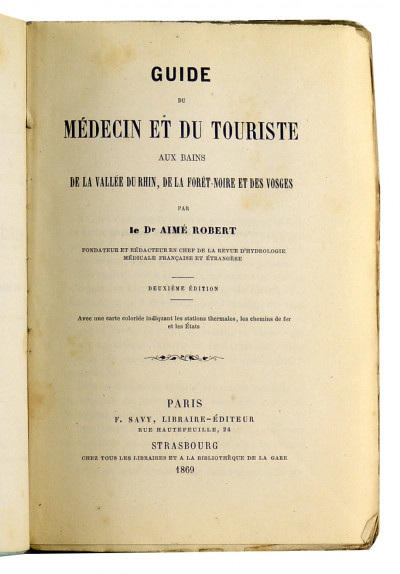 GUIDE
DU
MÉDECIN ET DU TOURISTE
AUX BAINS
DE LA VALLÉE DU RHIN, DE LA FORÊT-NOIRE ET DES VOSGES
PAR
le Dr AIMÉ ROBERT
FONDATEUR ET RÉDACTEUR EN CHEF DE LA REVUE D'HYDROLOGIE
MÉDICALE FRANÇAISE ET ÉTRANGÈRE
DEUXIÈME ÉDITION
Avec une carte coloriée indiquant les stations thermales, les chemins de fer
et les États
PARIS
F. SAVY, LIBRAIRE-ÉDITEUR
RUE HAUTEFEUILLE, 24
STRASBOURG
CHEZ TOUS LES LIBRAIRES ET A LA BIBLIOTHÈQUE DE LA GARE
1869